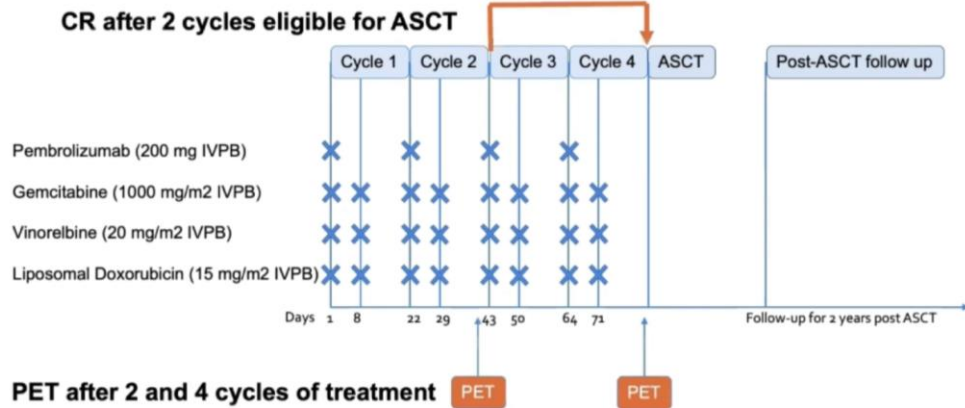 CR after 2 cycles eligible for ASCT
Cycle 1 Cycle 2 Cycle 3 Cycle 4 ASCT Post-ASCT follow up
Pembrolizumab (200 mg IVPB)
Gemcitabine (1000 mg/m2 IVPB)
Vinorelbine (20 mg/m2 IVPB)
Liposomal Doxorubicin (15 mg/m2 IVPB)
Days 1 8 22 29 43 50 64 71 Follow-up for 2 years post ASCT
PET after 2 and 4 cycles of treatment PET PET